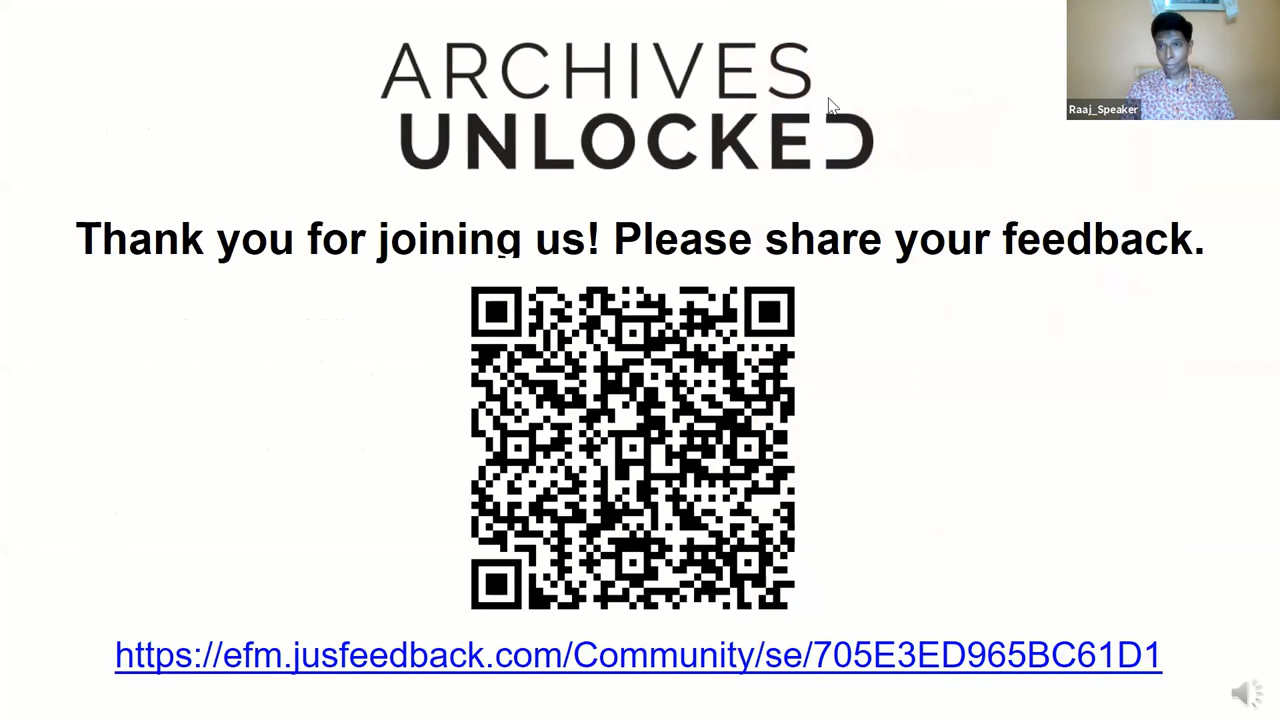 ARCHIVES
UNLOCKED
Raaj_Speaker
Thank you for joining us! Please share your feedback.
https://efm.jusfeedback.com/Community/se/705E3ED965BC61D1